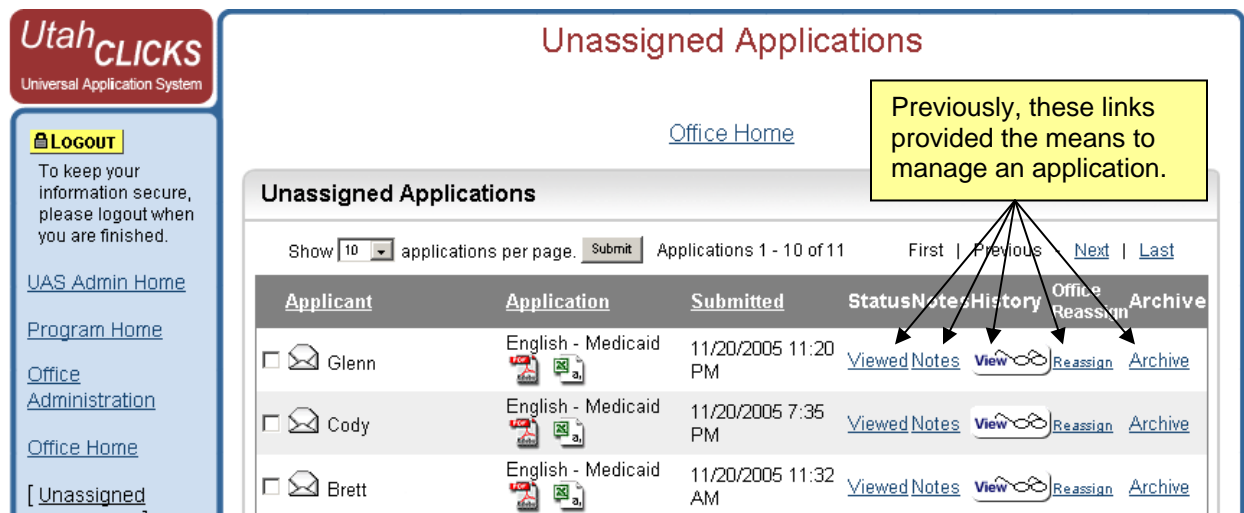 Utah CLICKS
Universal Application System
LOGOUT
To keep your
information secure,
please logout when
you are finished.
UAS Admin Home
Program Home
Office
Administration
Office Home
[ Unassigned
Unassigned Applications
Office Home
Previously, these links
provided the means to
manage an application.
Unassigned Applications
Show 10 applications per page. Submit Applications 1 - 10 of 11 First | Previous - Next | Last
Applicant Application Submitted Status Notes History Office Reassign Archive
Glenn English - Medicaid 11/20/2005 11:20 PM Viewed Notes View Reassign Archive
Cody English - Medicaid 11/20/2005 7:35 PM Viewed Notes View Reassign Archive
Brett English - Medicaid 11/20/2005 11:32 AM Viewed Notes View Reassign Archive